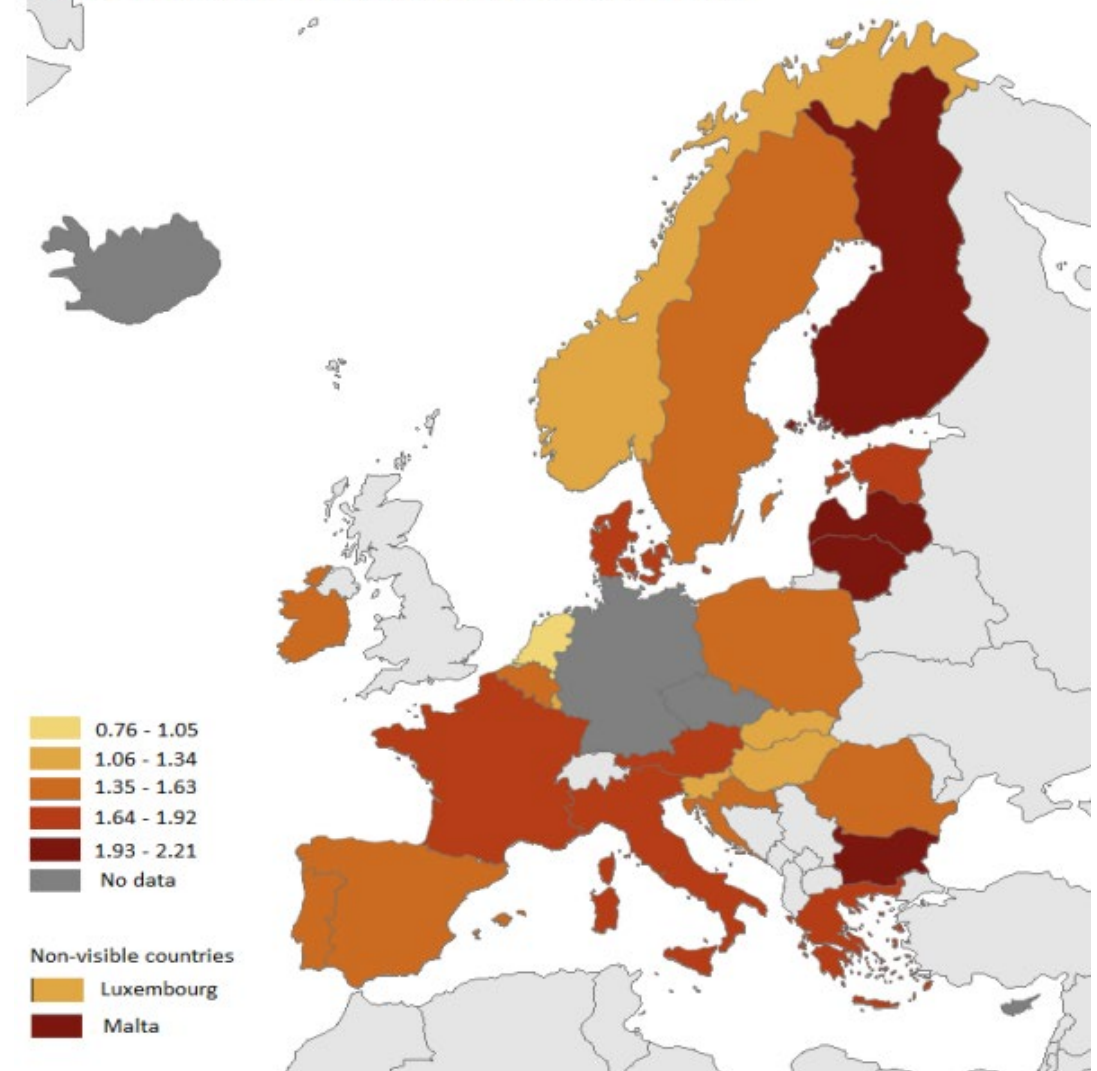 0.76 - 1.05
1.06 - 1.34
1.35 - 1.63
1.64 - 1.92
1.93 - 2.21
No data
Non-visible countries
Luxembourg
Malta